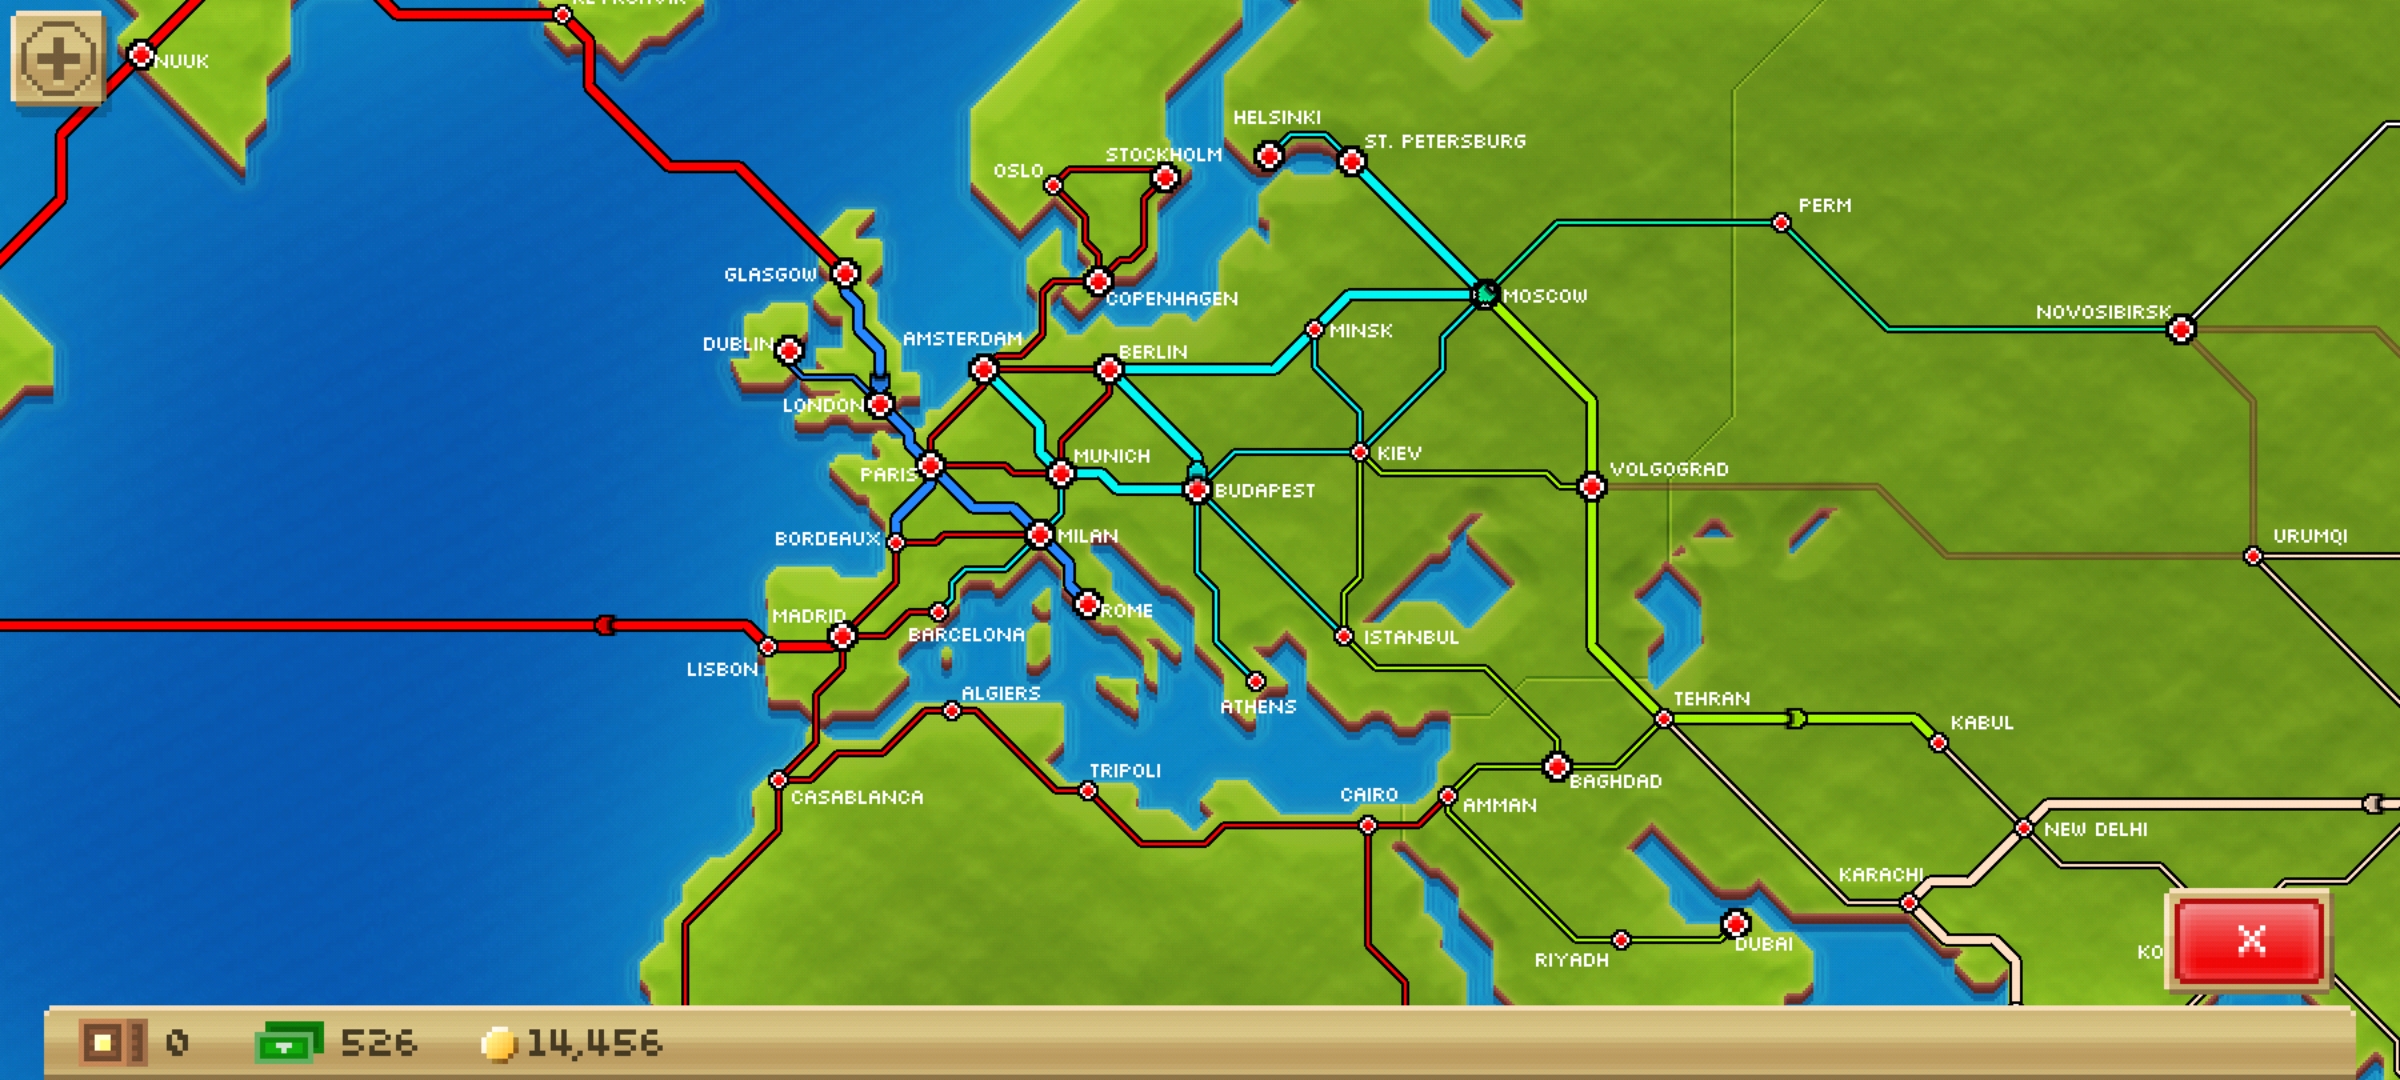 REYKJAVIK
NUUK
HELSINKI
ST. PETERSBURG
STOCKHOLM
OSLO
PERM
GLASGOW
COPENHAGEN
MOSCOW
NOVOSIBIRSK
MINSK
DUBLIN
AMSTERDAM
BERLIN
LONDON
MUNICH
KIEV
PARIS
VOLGOGRAD
BUDAPEST
BORDEAUX
MILAN
URUMQI
MADRID
ROME
BARCELONA
ISTANBUL
LISBON
ALGIERS
ATHENS
TEHRAN
KABUL
TRIPOLI
BAGHDAD
CASABLANCA
CAIRO
AMMAN
NEW DELHI
KARACHI
DUBAI
KO
RIYADH
X
0 526 14,456